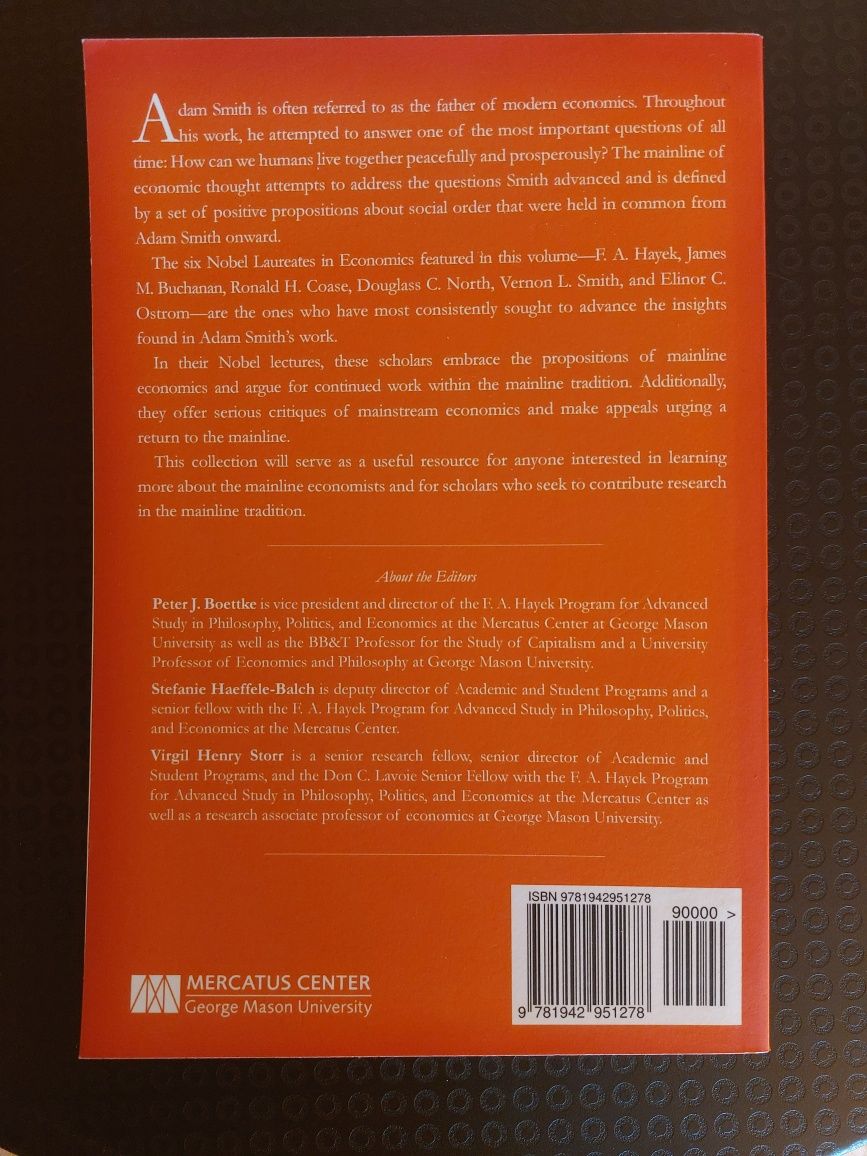 Adam Smith is often referred to as the father of modern economics. Throughout
his work, he attempted to answer one of the most important questions of all
time: How can we humans live together peacefully and prosperously? The mainline of
economic thought attempts to address the questions Smith advanced and is defined
by a set of positive propositions about social order that were held in common from
Adam Smith onward.
The six Nobel Laureates in Economics featured in this volume—F. A. Hayek, James
M. Buchanan, Ronald H. Coase, Douglass C. North, Vernon L. Smith, and Elinor C.
Ostrom—are the ones who have most consistently sought to advance the insights
found in Adam Smith's work.
In their Nobel lectures, these scholars embrace the propositions of mainline
economics and argue for continued work within the mainline tradition. Additionally,
they offer serious critiques of mainstream economics and make appeals urging a
return to the mainline.
This collection will serve as a useful resource for anyone interested in learning
more about the mainline economists and for scholars who seek to contribute research
in the mainline tradition.
About the Editors
Peter J. Boettke is vice president and director of the F. A. Hayek Program for Advanced
Study in Philosophy, Politics, and Economics at the Mercatus Center at George Mason
University as well as the BB&T Professor for the Study of Capitalism and a University
Professor of Economics and Philosophy at George Mason University.
Stefanie Haeffele-Balch is deputy director of Academic and Student Programs and a
senior fellow with the F. A. Hayek Program for Advanced Study in Philosophy, Politics,
and Economics at the Mercatus Center.
Virgil Henry Storr is a senior research fellow, senior director of Academic and
Student Programs, and the Don C. Lavoie Senior Fellow with the F. A. Hayek Program
for Advanced Study in Philosophy, Politics, and Economics at the Mercatus Center as
well as a research associate professor of economics at George Mason University.
MERCATUS CENTER
George Mason University
ISBN 9781942951278
90000 >
9 781942 951278